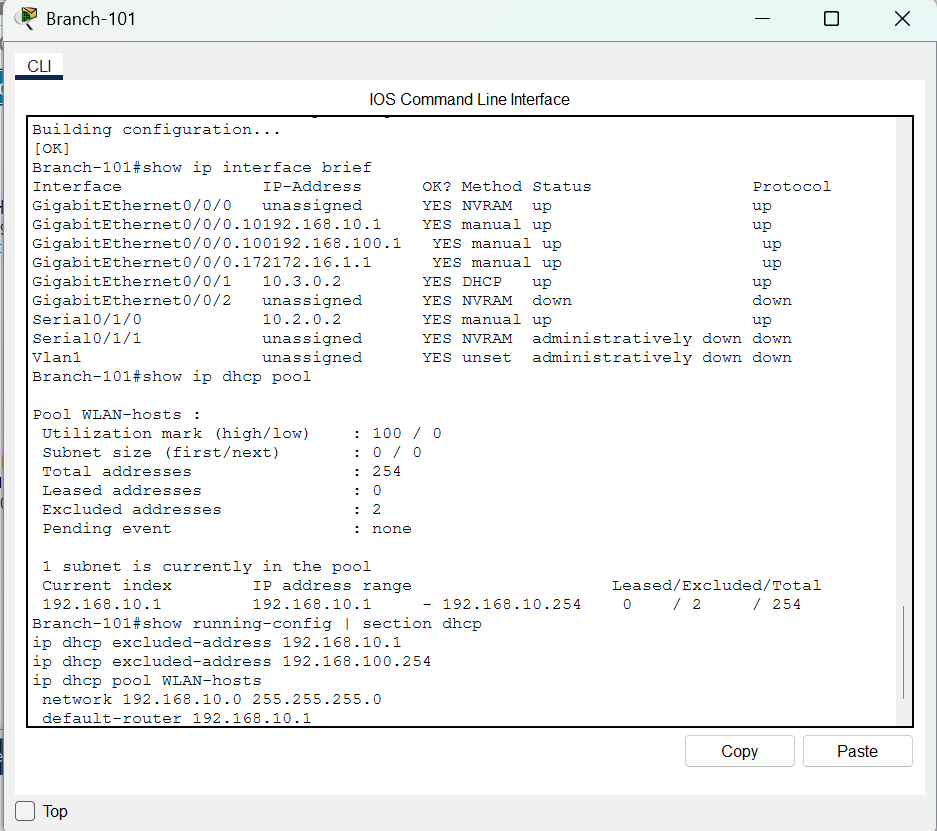 Branch-101
CLI
IOS Command Line Interface
Building configuration...
[OK]
Branch-101#show ip interface brief
Interface              IP-Address      OK? Method Status                Protocol
GigabitEthernet0/0/0   unassigned      YES NVRAM  up                    up
GigabitEthernet0/0/0.10192.168.10.1    YES manual up                    up
GigabitEthernet0/0/0.100192.168.100.1   YES manual up                    up
GigabitEthernet0/0/0.172172.16.1.1      YES manual up                    up
GigabitEthernet0/0/1   10.3.0.2        YES DHCP   up                    up
GigabitEthernet0/0/2   unassigned      YES NVRAM  down                  down
Serial0/1/0            10.2.0.2        YES manual up                    up
Serial0/1/1            unassigned      YES NVRAM  administratively down down
Vlan1                  unassigned      YES unset  administratively down down
Branch-101#show ip dhcp pool
Pool WLAN-hosts :
 Utilization mark (high/low)    : 100 / 0
 Subnet size (first/next)       : 0 / 0
 Total addresses                : 254
 Leased addresses               : 0
 Excluded addresses             : 2
 Pending event                  : none
 1 subnet is currently in the pool
 Current index        IP address range                    Leased/Excluded/Total
 192.168.10.1         192.168.10.1     - 192.168.10.254    0    / 2     / 254
Branch-101#show running-config | section dhcp
ip dhcp excluded-address 192.168.10.1
ip dhcp excluded-address 192.168.100.254
ip dhcp pool WLAN-hosts
 network 192.168.10.0 255.255.255.0
 default-router 192.168.10.1
Copy
Paste
Top